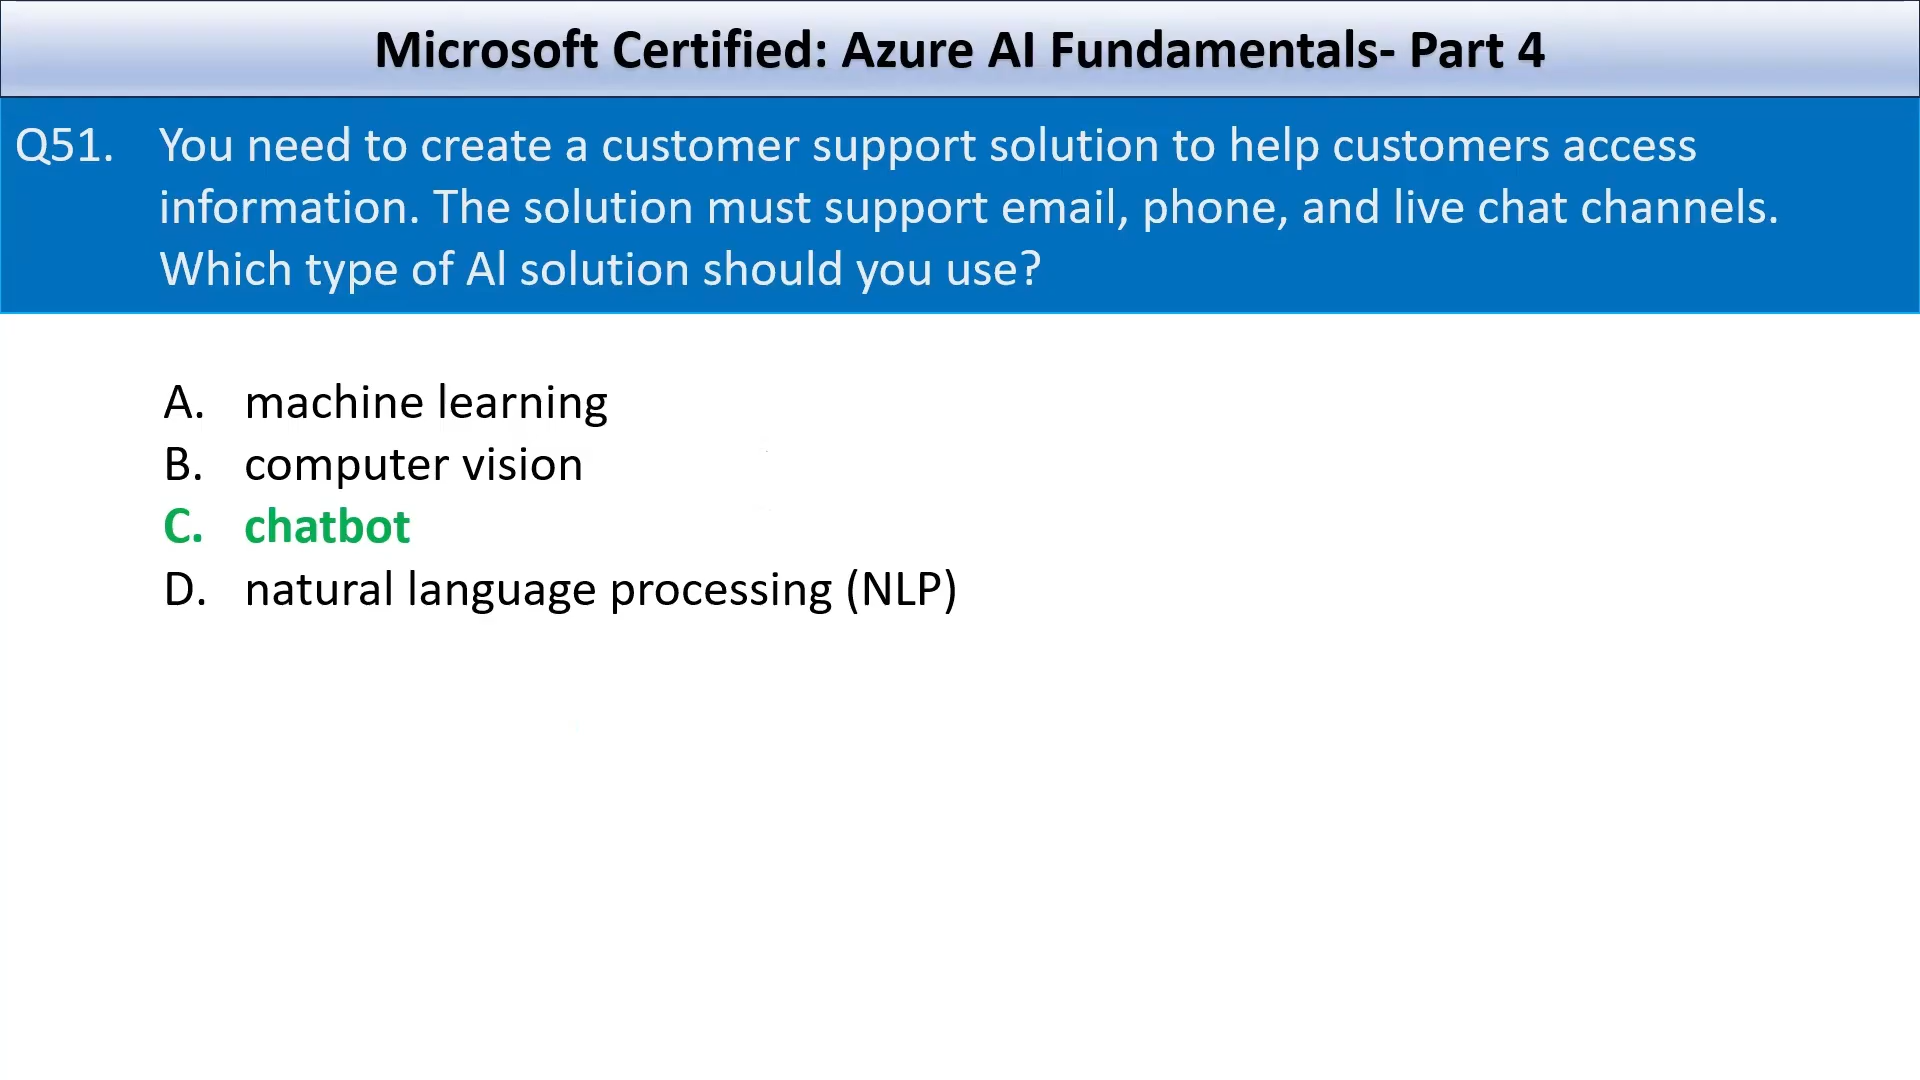 Microsoft Certified: Azure AI Fundamentals- Part 4
Q51. You need to create a customer support solution to help customers access
information. The solution must support email, phone, and live chat channels.
Which type of Al solution should you use?
A. machine learning
B. computer vision
C. chatbot
D. natural language processing (NLP)